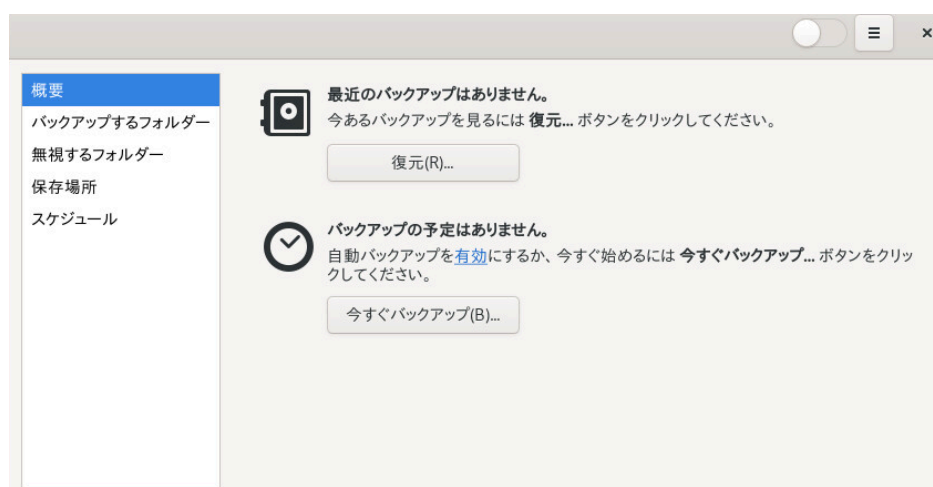 概要
バックアップするフォルダー
無視するフォルダー
保存場所
スケジュール
最近のバックアップはありません。
今あるバックアップを見るには 復元... ボタンをクリックしてください。
復元(R)...
バックアップの予定はありません。
自動バックアップを有効にするか、今すぐ始めるには 今すぐバックアップ... ボタンをクリッ
クしてください。
今すぐバックアップ(B)...